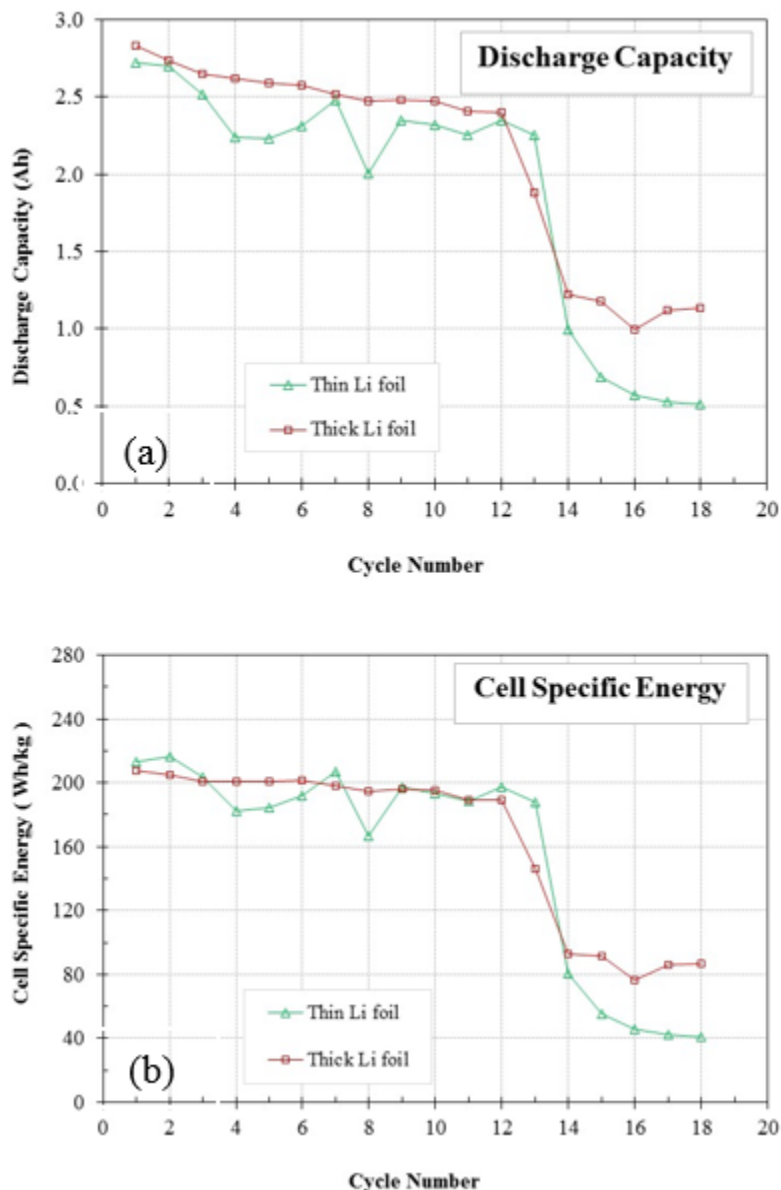 Discharge Capacity
Discharge Capacity (Ah)
3.0
2.5
2.0
1.5
1.0
0.5
0.0
Thin Li foil
Thick Li foil
(a)
0 2 4 6 8 10 12 14 16 18 20
Cycle Number
Cell Specific Energy
Cell Specific Energy ( Wh/kg )
280
240
200
160
120
80
40
0
Thin Li foil
Thick Li foil
(b)
0 2 4 6 8 10 12 14 16 18 20
Cycle Number